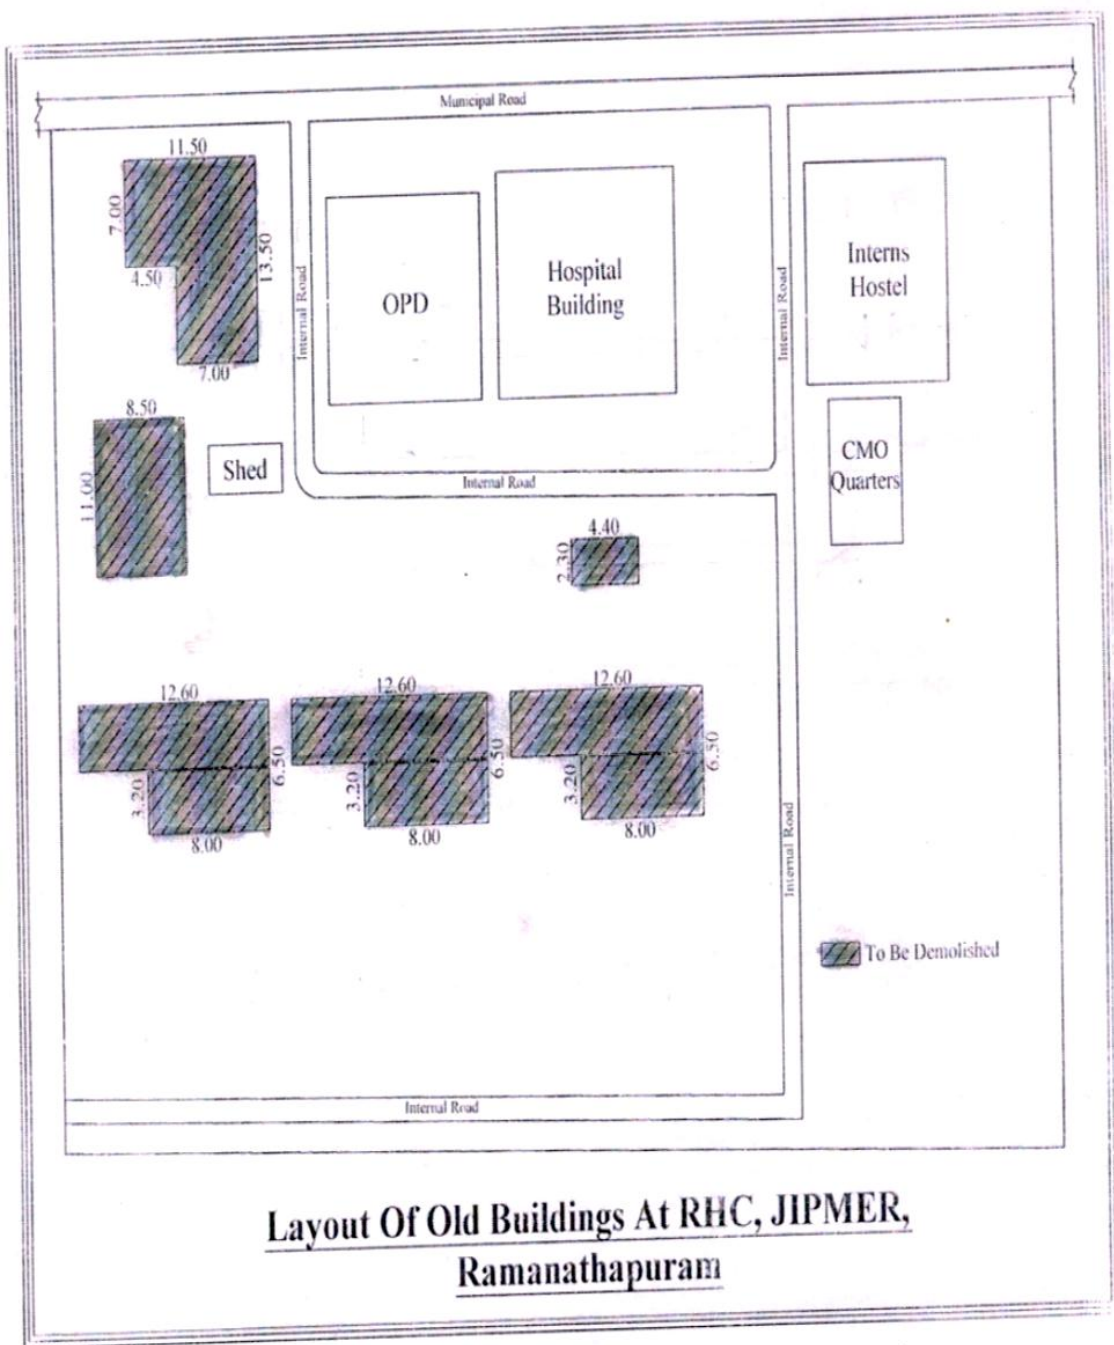 Municipal Road
11.50
7.00
13.50
4.50
7.00
Internal Road
OPD
Hospital
Building
Internal Road
Interns
Hostel
8.50
11.00
Shed
Internal Road
CMO
Quarters
4.40
2.30
12.60
6.50
3.20
8.00
12.60
6.50
3.20
8.00
12.60
6.50
3.20
8.00
Internal Road
To Be Demolished
Internal Road
Layout Of Old Buildings At RHC, JIPMER,
Ramanathapuram